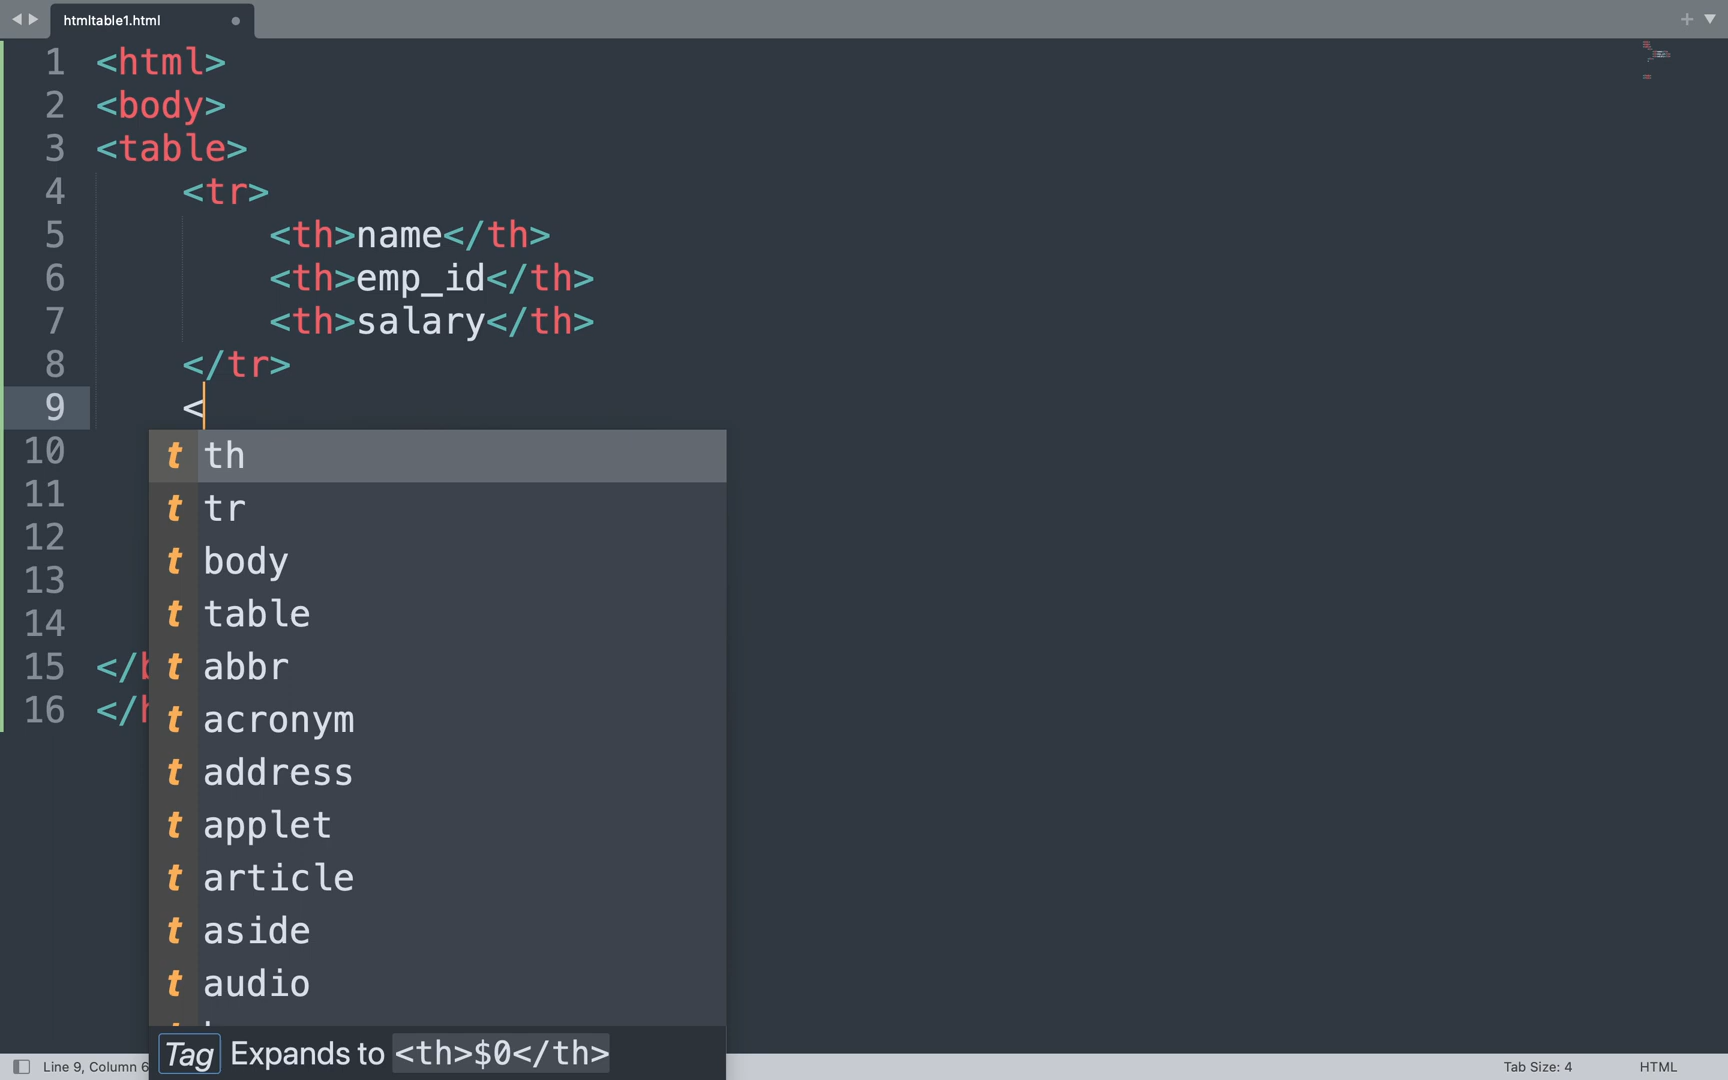 htmltable1.html
1 <html>
2 <body>
3 <table>
4 <tr>
5 <th>name</th>
6 <th>emp_id</th>
7 <th>salary</th>
8 </tr>
9 <
10
11
12
13
14
15 </b
16 </h
t th
t tr
t body
t table
t abbr
t acronym
t address
t applet
t article
t aside
t audio
Tag Expands to <th>$0</th>
Line 9, Column 6
Tab Size: 4
HTML